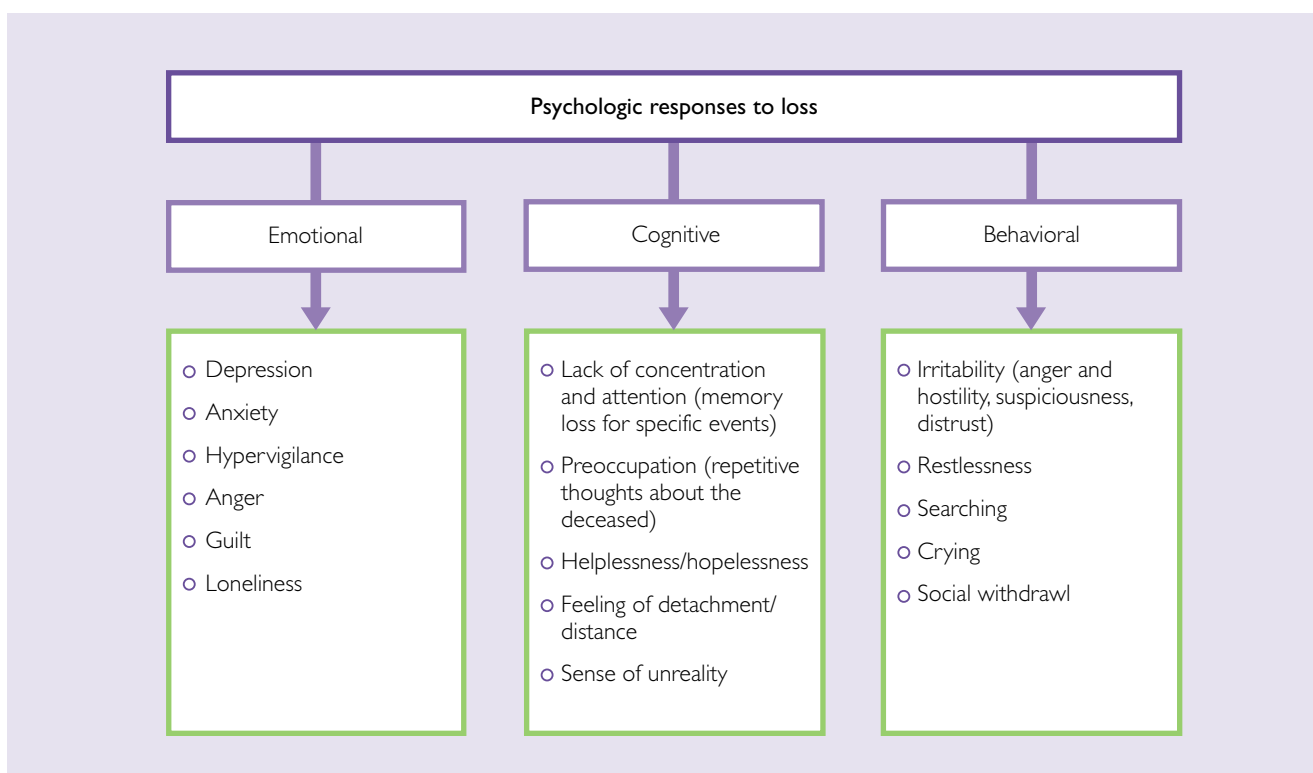 Psychologic responses to loss
Emotional
Cognitive
Behavioral
Depression
Anxiety
Hypervigilance
Anger
Guilt
Loneliness
Lack of concentration
and attention (memory
loss for specific events)
Preoccupation (repetitive
thoughts about the
deceased)
Helplessness/hopelessness
Feeling of detachment/
distance
Sense of unreality
Irritability (anger and
hostility, suspiciousness,
distrust)
Restlessness
Searching
Crying
Social withdrawl